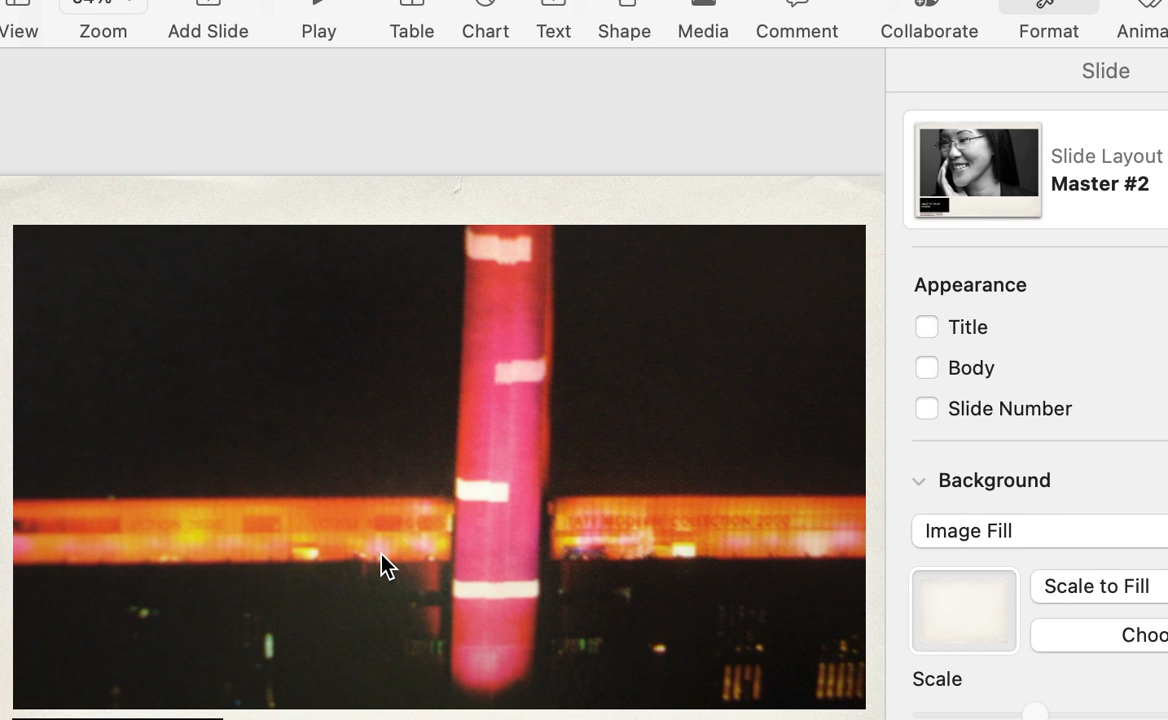 View
Zoom
Add Slide
Play
Table
Chart
Text
Shape
Media
Comment
Collaborate
Format
Slide
Slide Layout
Master #2
Appearance
Title
Body
Slide Number
Background
Image Fill
Scale to Fill
Scale